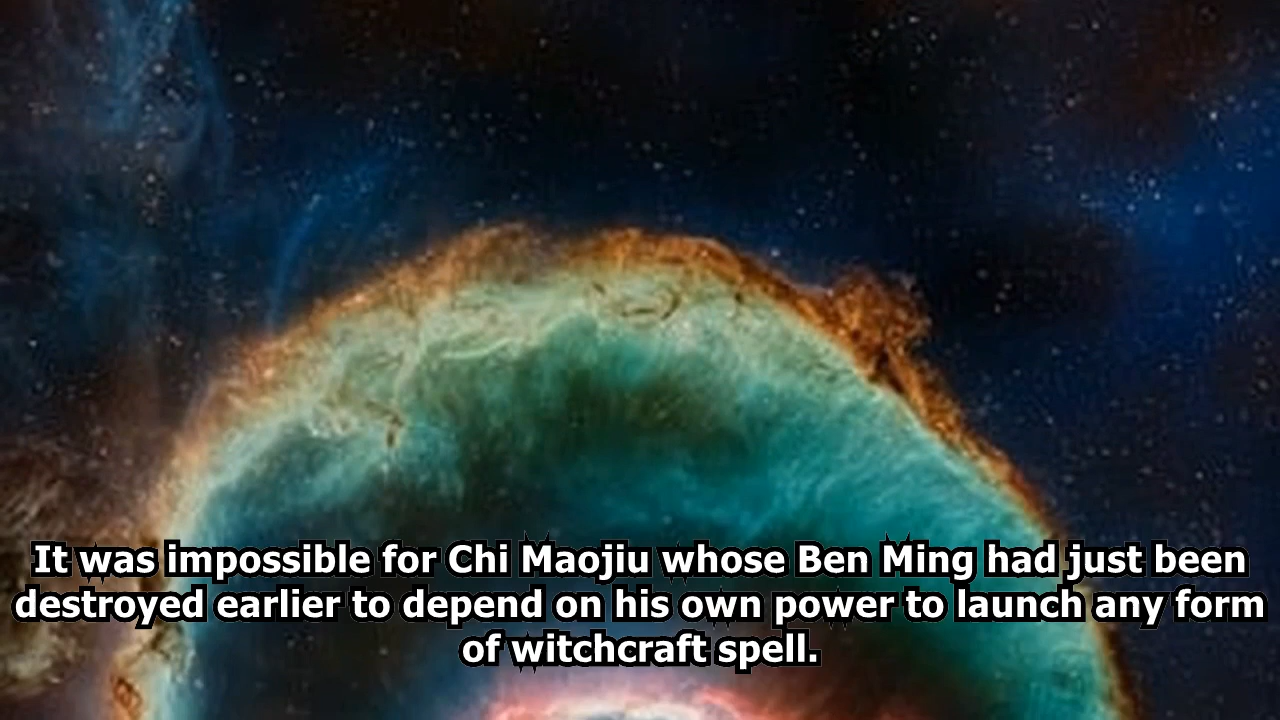 It was impossible for Chi Maojiu whose Ben Ming had just been
destroyed earlier to depend on his own power to launch any form
of witchcraft spell.